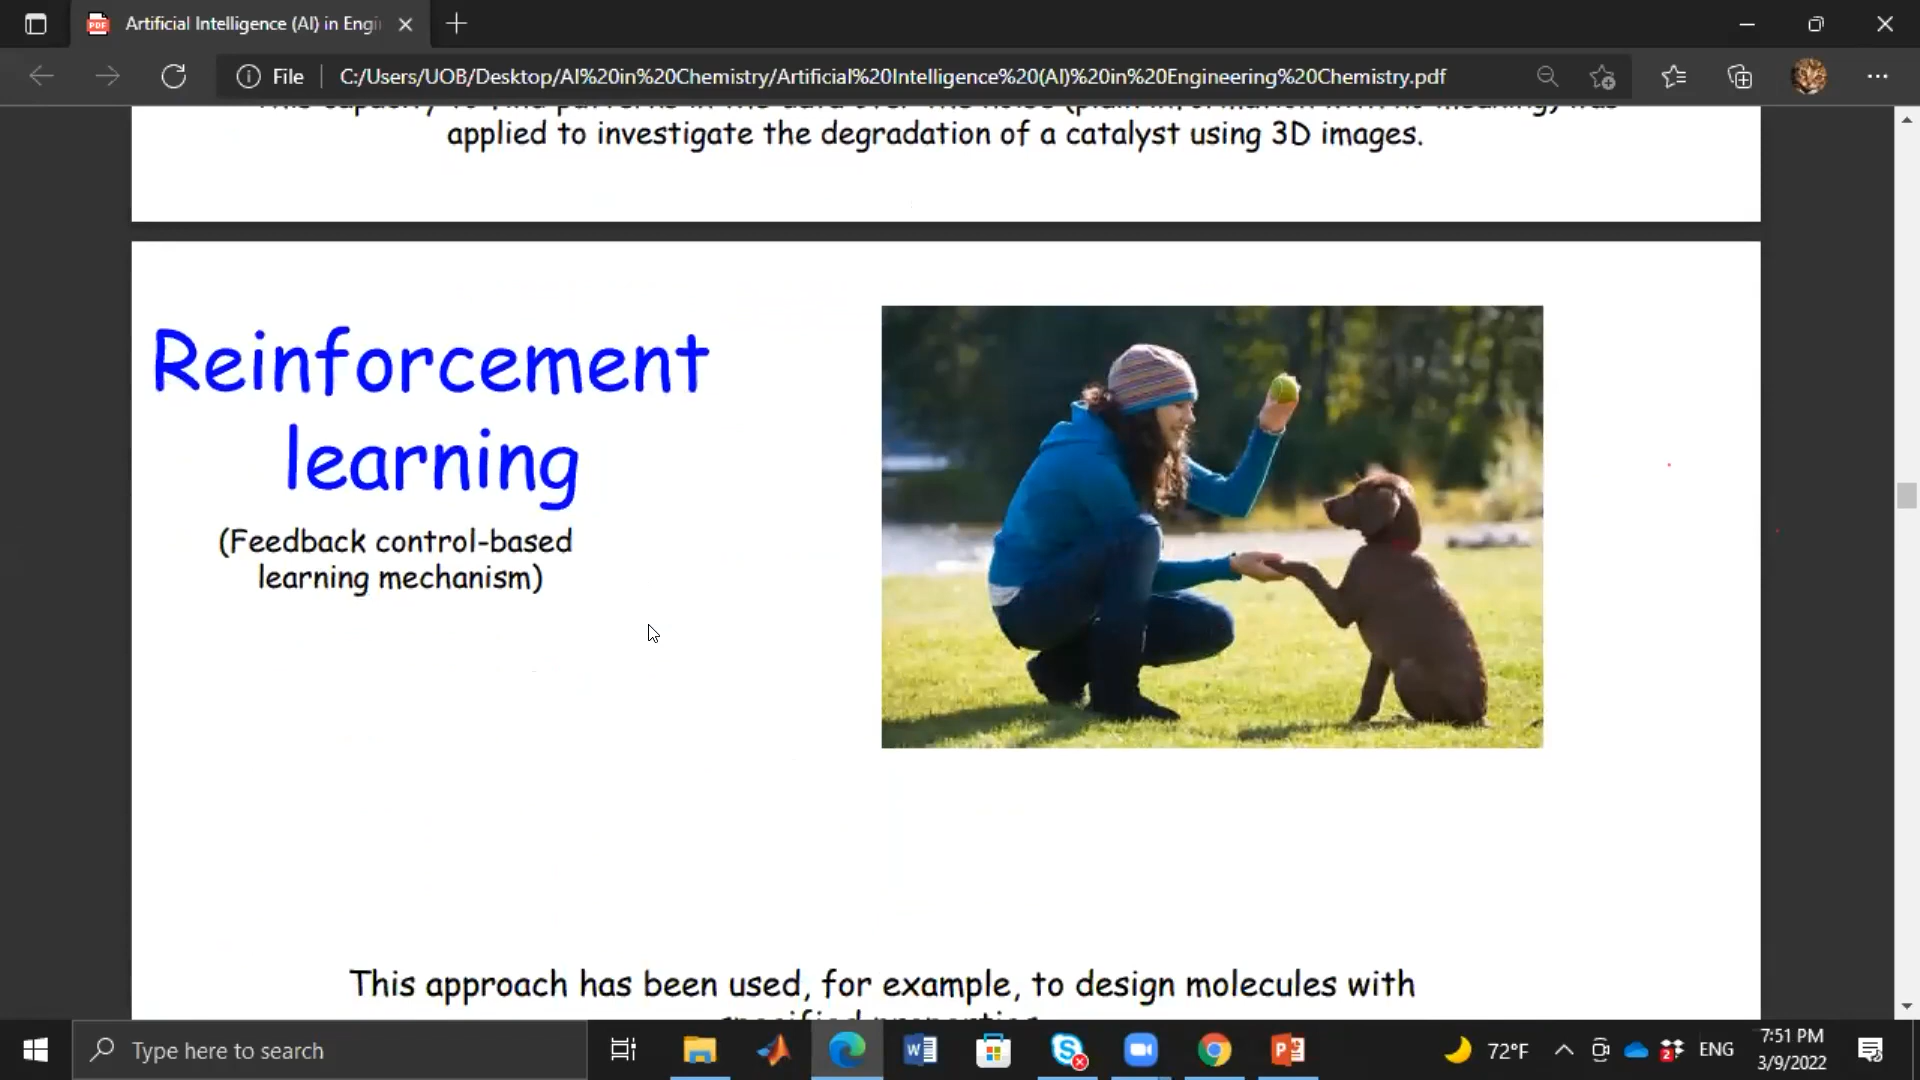 Artificial Intelligence (AI) in Engi
File
C:/Users/UOB/Desktop/AI%20in%20Chemistry/Artificial%20Intelligence%20(AI)%20in%20Engineering%20Chemistry.pdf
applied to investigate the degradation of a catalyst using 3D images.
Reinforcement
learning
(Feedback control-based
learning mechanism)
This approach has been used, for example, to design molecules with
Type here to search
72°F
ENG
7:51 PM
3/9/2022